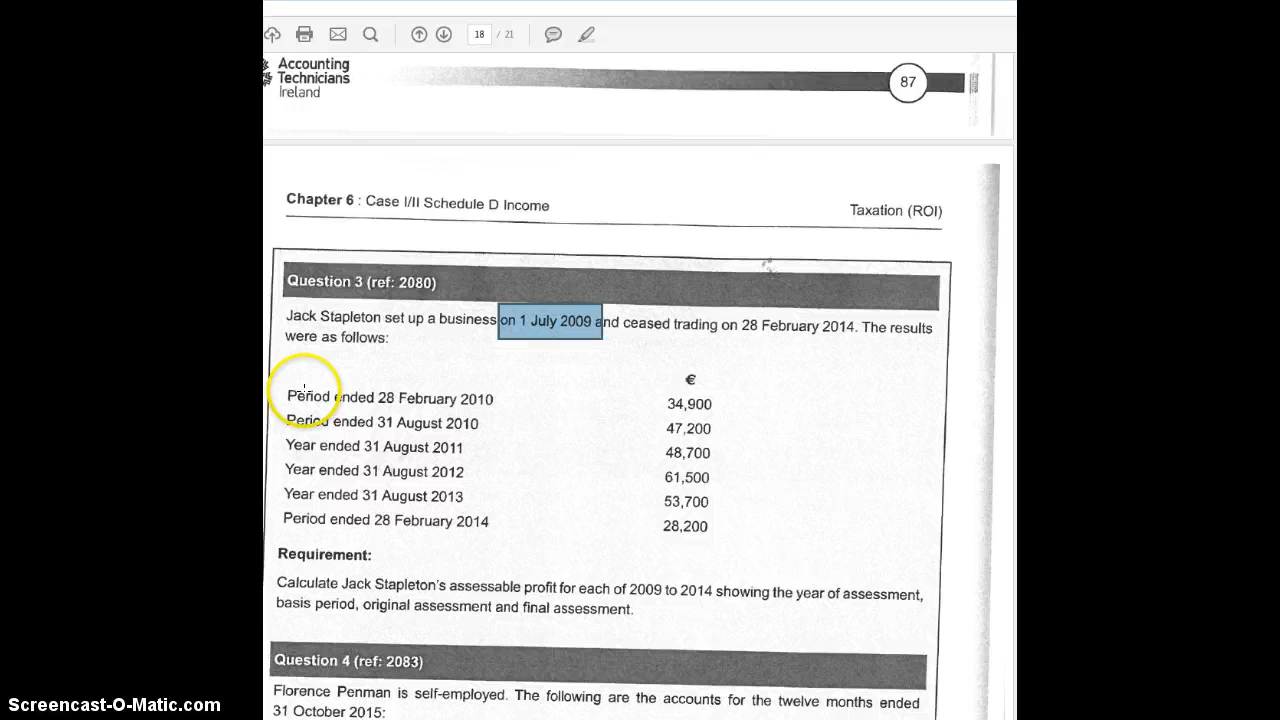 18 / 21
Accounting
Technicians
Ireland
87
Chapter 6 : Case I/II Schedule D Income
Taxation (ROI)
Question 3 (ref: 2080)
Jack Stapleton set up a business on 1 July 2009 and ceased trading on 28 February 2014. The results
were as follows:
€
Period ended 28 February 2010 34,900
Period ended 31 August 2010 47,200
Year ended 31 August 2011 48,700
Year ended 31 August 2012 61,500
Year ended 31 August 2013 53,700
Period ended 28 February 2014 28,200
Requirement:
Calculate Jack Stapleton's assessable profit for each of 2009 to 2014 showing the year of assessment,
basis period, original assessment and final assessment.
Question 4 (ref: 2083)
Florence Penman is self-employed. The following are the accounts for the twelve months ended
31 October 2015:
Screencast-O-Matic.com